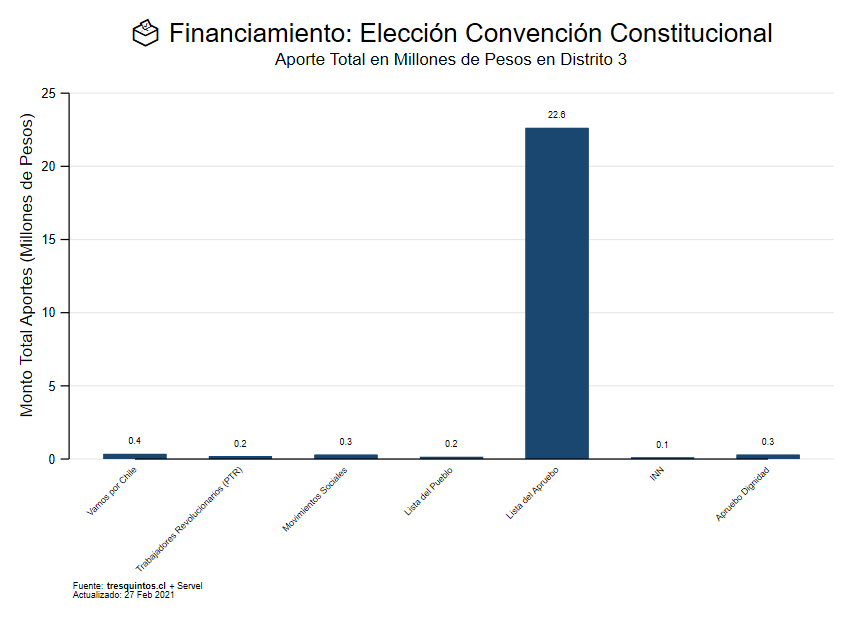 Financiamiento: Elección Convención Constitucional
Aporte Total en Millones de Pesos en Distrito 3
Monto Total Aportes (Millones de Pesos)
25
20
15
10
5
0
0.4
0.2
0.3
0.2
22.6
0.1
0.3
Vamos por Chile
Trabajadores Revolucionarios (PTR)
Movimientos Sociales
Lista del Pueblo
Lista del Apruebo
INN
Apruebo Dignidad
Fuente: tresquintos.cl + Servel
Actualizado: 27 Feb 2021